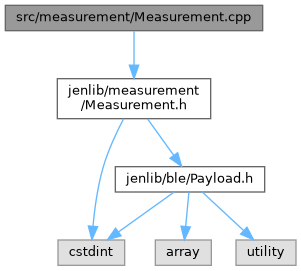 src/measurement/Measurement.cpp
jenlib/measurement
/Measurement.h
jenlib/ble/Payload.h
cstdint
array
utility